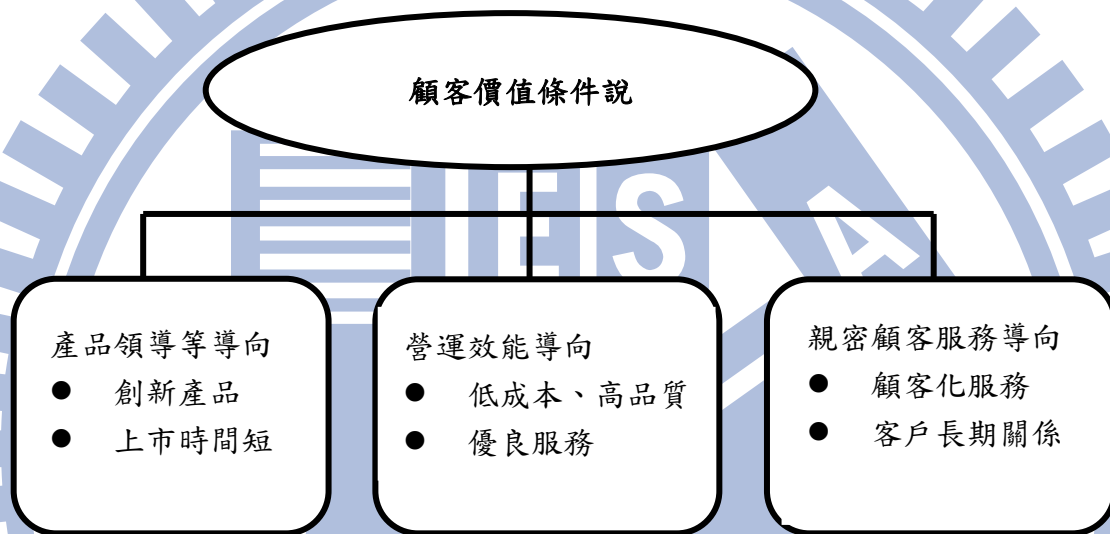 顧客價值條件說
產品領導等導向
● 創新產品
● 上市時間短
營運效能導向
● 低成本、高品質
● 優良服務
親密顧客服務導向
● 顧客化服務
● 客戶長期關係
IESA